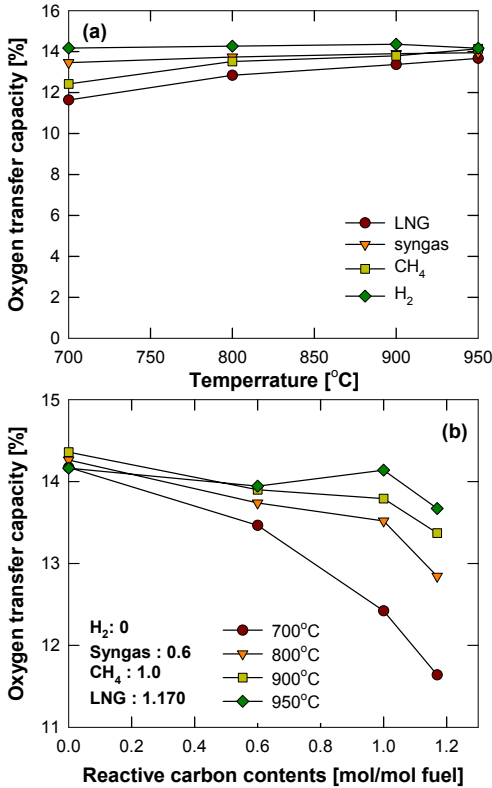 (a)
Oxygen transfer capacity [%]
16
14
12
10
8
6
4
2
0
LNG
syngas
CH₄
H₂
700 750 800 850 900 950
Temperrature [°C]
(b)
Oxygen transfer capacity [%]
15
14
13
12
11
H₂: 0
Syngas : 0.6
CH₄ : 1.0
LNG : 1.170
700°C
800°C
900°C
950°C
0.0 0.2 0.4 0.6 0.8 1.0 1.2
Reactive carbon contents [mol/mol fuel]